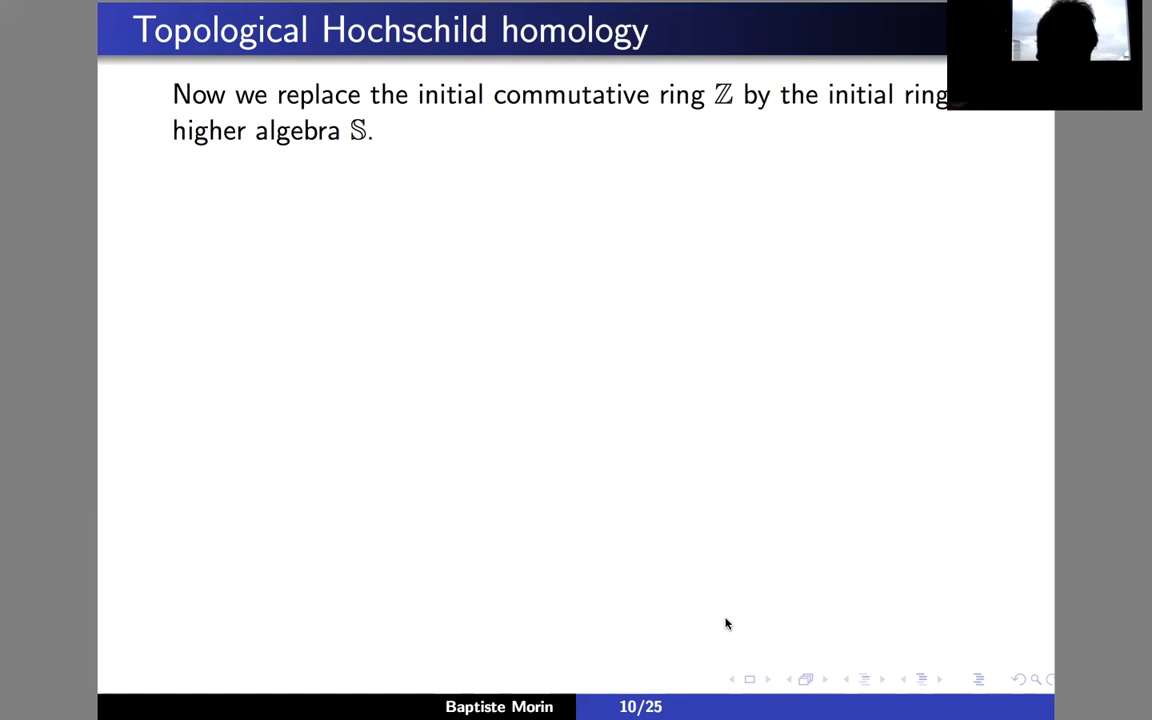 Topological Hochschild homology
Now we replace the initial commutative ring ℤ by the initial ring
higher algebra 𝕊.
Baptiste Morin
10/25